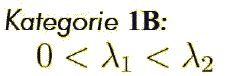 Kategorie 1B:
0 < λ₁ < λ₂